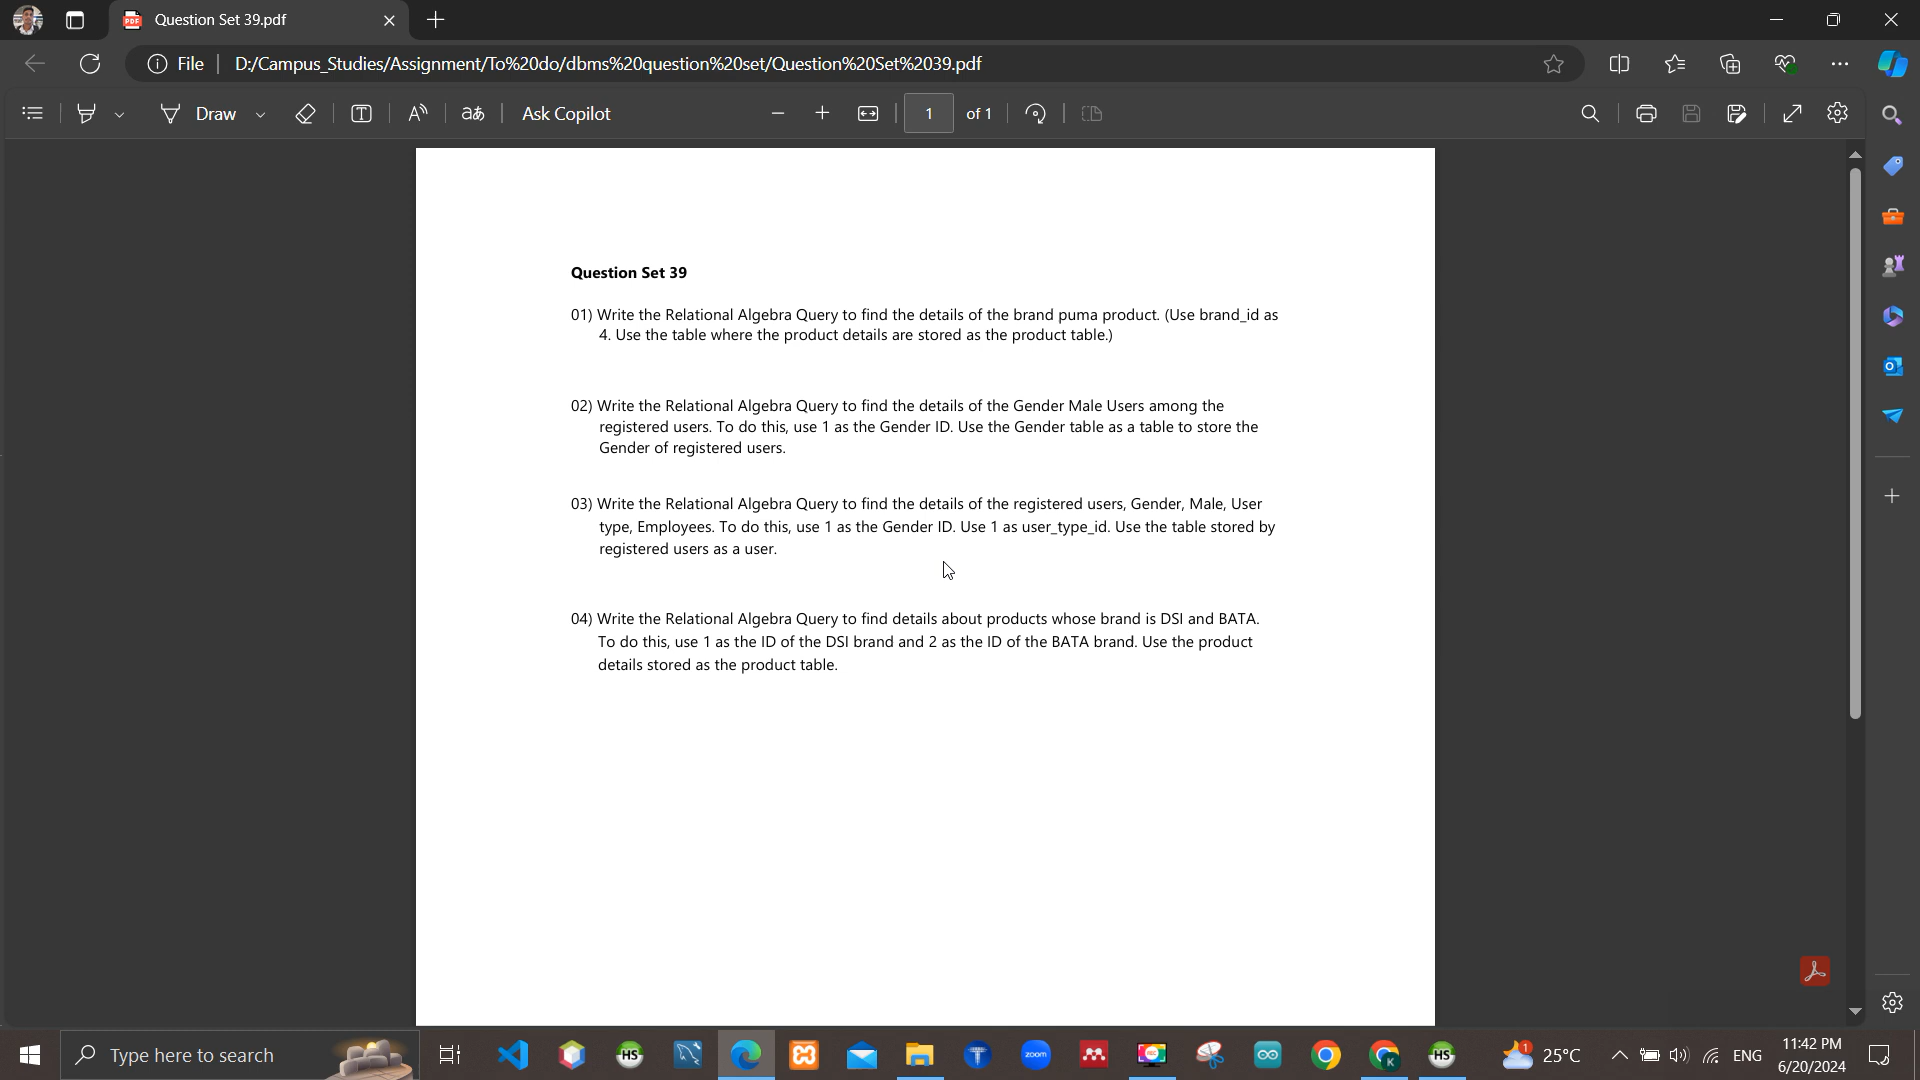 Question Set 39.pdf
File
D:/Campus_Studies/Assignment/To%20do/dbms%20question%20set/Question%20Set%2039.pdf
Draw
aあ
Ask Copilot
1
of 1
Question Set 39
01) Write the Relational Algebra Query to find the details of the brand puma product. (Use brand_id as
4. Use the table where the product details are stored as the product table.)
02) Write the Relational Algebra Query to find the details of the Gender Male Users among the
registered users. To do this, use 1 as the Gender ID. Use the Gender table as a table to store the
Gender of registered users.
03) Write the Relational Algebra Query to find the details of the registered users, Gender, Male, User
type, Employees. To do this, use 1 as the Gender ID. Use 1 as user_type_id. Use the table stored by
registered users as a user.
04) Write the Relational Algebra Query to find details about products whose brand is DSI and BATA.
To do this, use 1 as the ID of the DSI brand and 2 as the ID of the BATA brand. Use the product
details stored as the product table.
Type here to search
HS
zoom
REC
K
HS
1
25°C
ENG
11:42 PM
6/20/2024